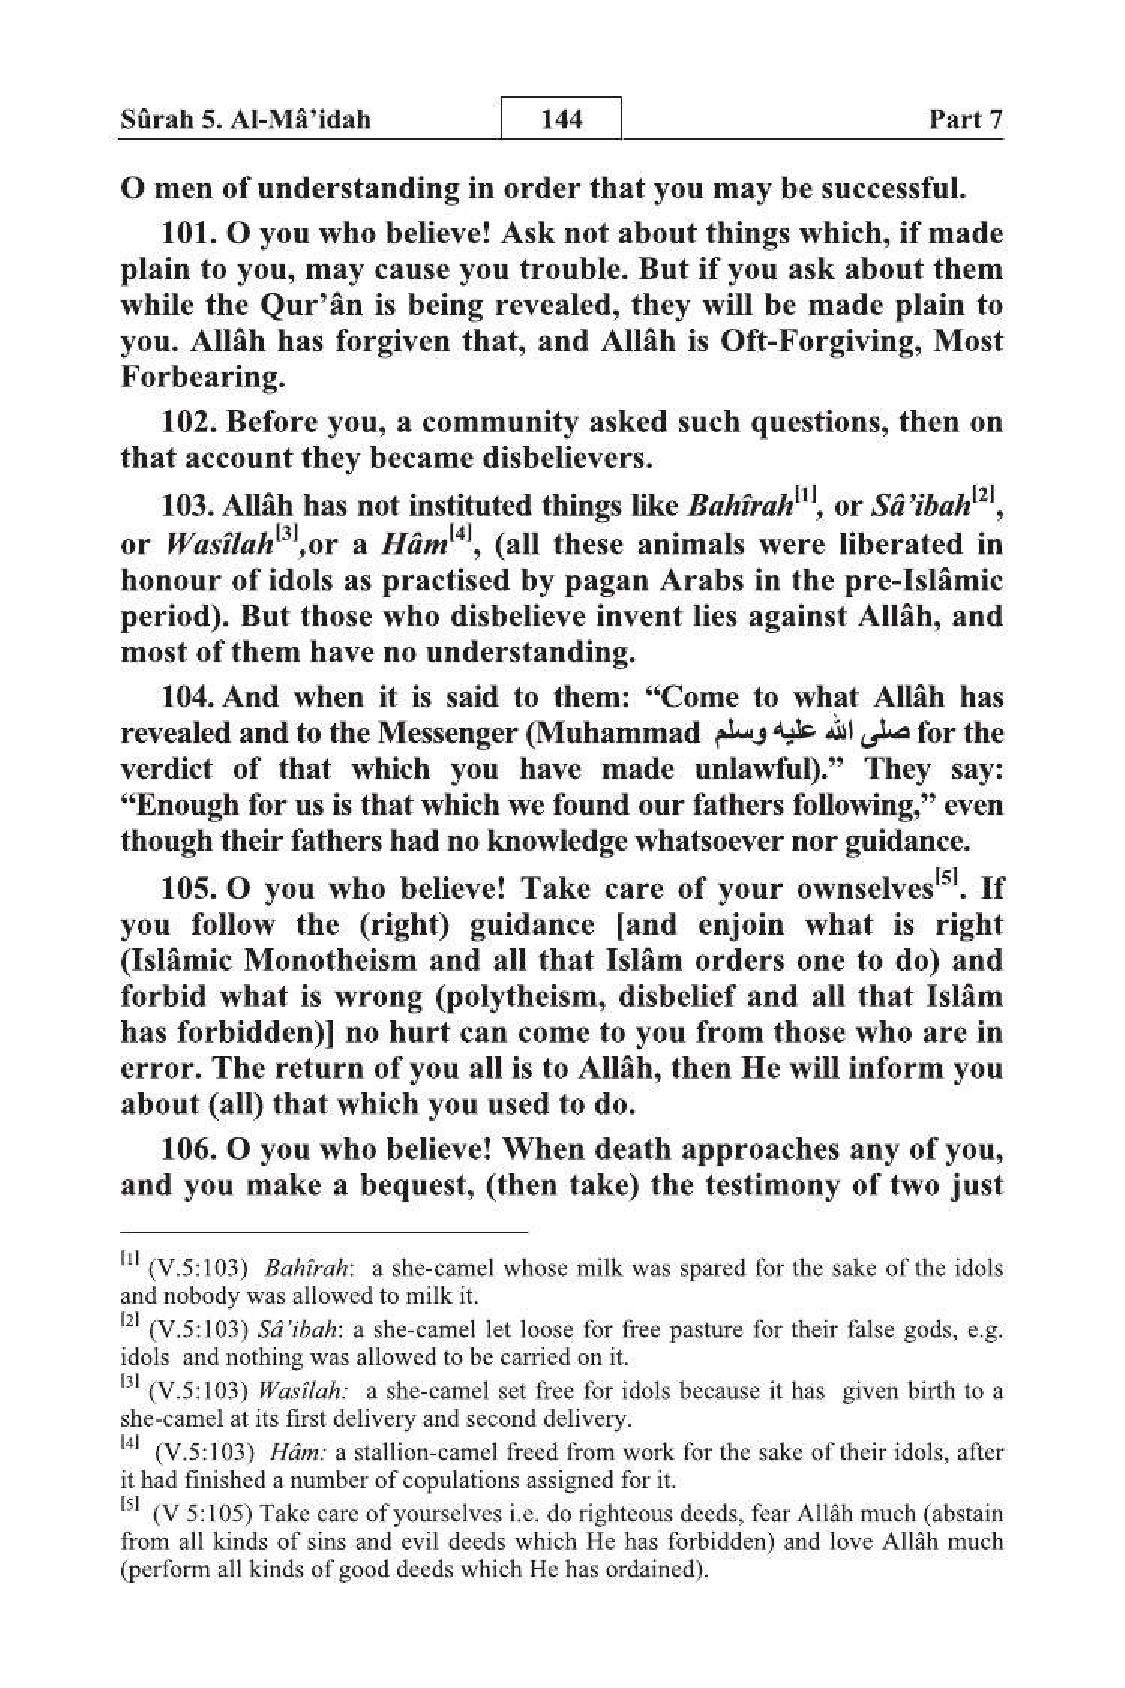 Sûrah 5. Al-Mâ’idah 144 Part 7
O men of understanding in order that you may be successful.
101. O you who believe! Ask not about things which, if made
plain to you, may cause you trouble. But if you ask about them
while the Qur’ân is being revealed, they will be made plain to
you. Allâh has forgiven that, and Allâh is Oft-Forgiving, Most
Forbearing.
102. Before you, a community asked such questions, then on
that account they became disbelievers.
103. Allâh has not instituted things like Bahîrah[1], or Sâ’ibah[2],
or Wasîlah[3],or a Hâm[4], (all these animals were liberated in
honour of idols as practised by pagan Arabs in the pre-Islâmic
period). But those who disbelieve invent lies against Allâh, and
most of them have no understanding.
104. And when it is said to them: “Come to what Allâh has
revealed and to the Messenger (Muhammad صلى الله عليه وسلم for the
verdict of that which you have made unlawful).” They say:
“Enough for us is that which we found our fathers following,” even
though their fathers had no knowledge whatsoever nor guidance.
105. O you who believe! Take care of your ownselves[5]. If
you follow the (right) guidance [and enjoin what is right
(Islâmic Monotheism and all that Islâm orders one to do) and
forbid what is wrong (polytheism, disbelief and all that Islâm
has forbidden)] no hurt can come to you from those who are in
error. The return of you all is to Allâh, then He will inform you
about (all) that which you used to do.
106. O you who believe! When death approaches any of you,
and you make a bequest, (then take) the testimony of two just
[1] (V.5:103) Bahîrah: a she-camel whose milk was spared for the sake of the idols
and nobody was allowed to milk it.
[2] (V.5:103) Sâ’ibah: a she-camel let loose for free pasture for their false gods, e.g.
idols and nothing was allowed to be carried on it.
[3] (V.5:103) Wasîlah: a she-camel set free for idols because it has given birth to a
she-camel at its first delivery and second delivery.
[4] (V.5:103) Hâm: a stallion-camel freed from work for the sake of their idols, after
it had finished a number of copulations assigned for it.
[5] (V 5:105) Take care of yourselves i.e. do righteous deeds, fear Allâh much (abstain
from all kinds of sins and evil deeds which He has forbidden) and love Allâh much
(perform all kinds of good deeds which He has ordained).